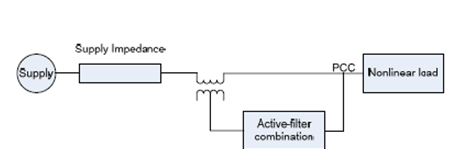 Supply Impedance
Supply
PCC
Nonlinear load
Active-filter
combination